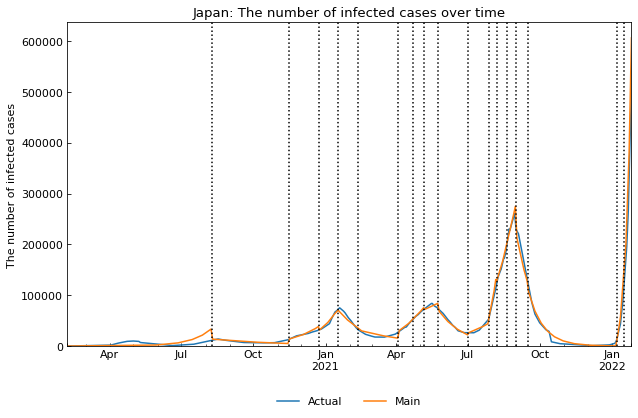 Japan: The number of infected cases over time
The number of infected cases
600000
500000
400000
300000
200000
100000
0
Apr Jul Oct Jan Apr Jul Oct Jan
2021 2022
Actual Main